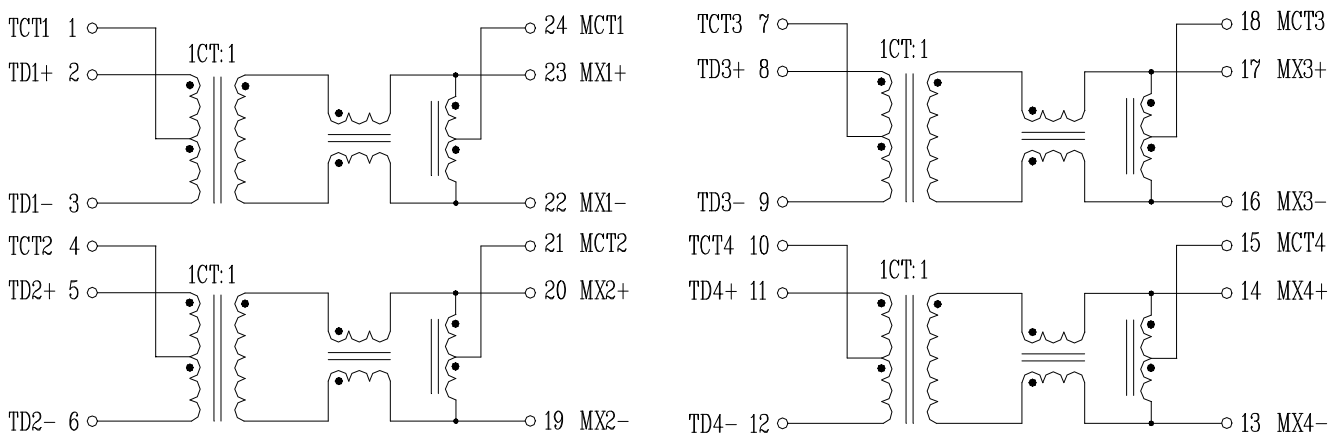 TCT1 1
24 MCT1
1CT:1
TD1+ 2
23 MX1+
TD1- 3
22 MX1-
TCT2 4
21 MCT2
1CT:1
TD2+ 5
20 MX2+
TD2- 6
19 MX2-
TCT3 7
18 MCT3
1CT:1
TD3+ 8
17 MX3+
TD3- 9
16 MX3-
TCT4 10
15 MCT4
1CT:1
TD4+ 11
14 MX4+
TD4- 12
13 MX4-